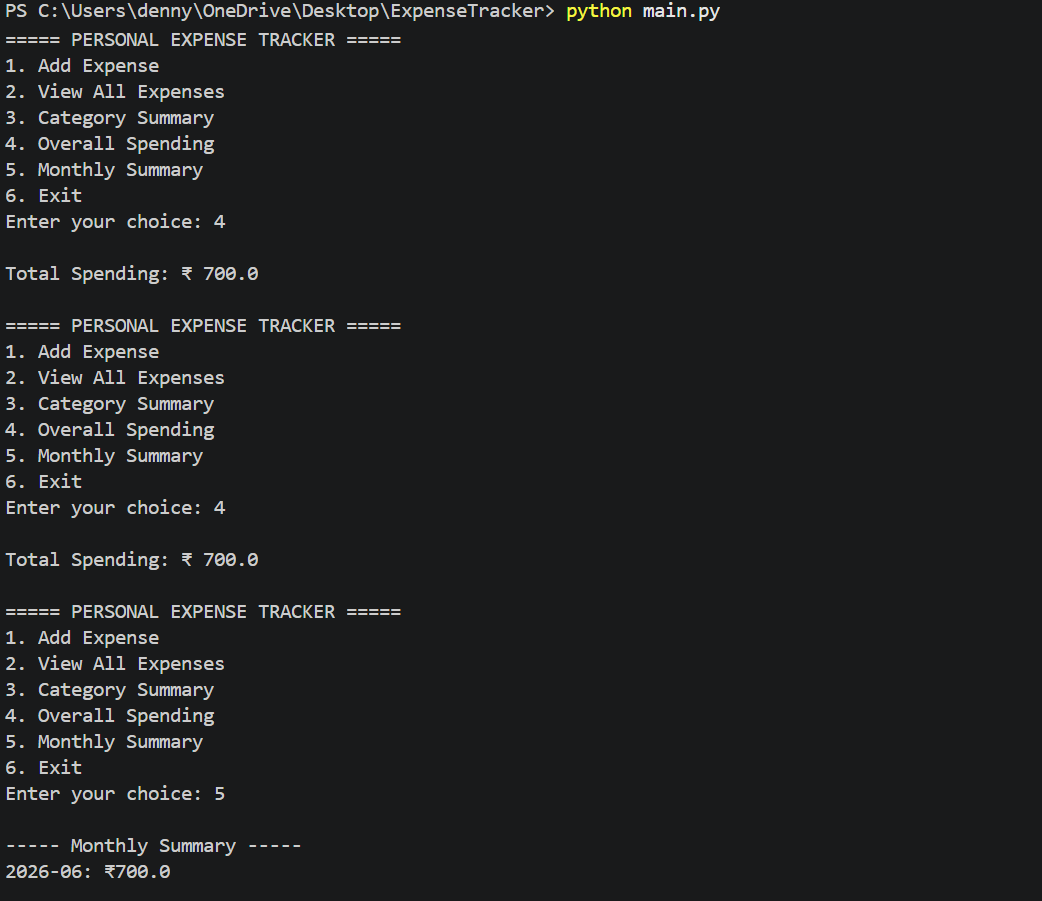 PS C:\Users\denny\OneDrive\Desktop\ExpenseTracker> python main.py
===== PERSONAL EXPENSE TRACKER =====
1. Add Expense
2. View All Expenses
3. Category Summary
4. Overall Spending
5. Monthly Summary
6. Exit
Enter your choice: 4
Total Spending: ₹ 700.0
===== PERSONAL EXPENSE TRACKER =====
1. Add Expense
2. View All Expenses
3. Category Summary
4. Overall Spending
5. Monthly Summary
6. Exit
Enter your choice: 4
Total Spending: ₹ 700.0
===== PERSONAL EXPENSE TRACKER =====
1. Add Expense
2. View All Expenses
3. Category Summary
4. Overall Spending
5. Monthly Summary
6. Exit
Enter your choice: 5
----- Monthly Summary -----
2026-06: ₹700.0